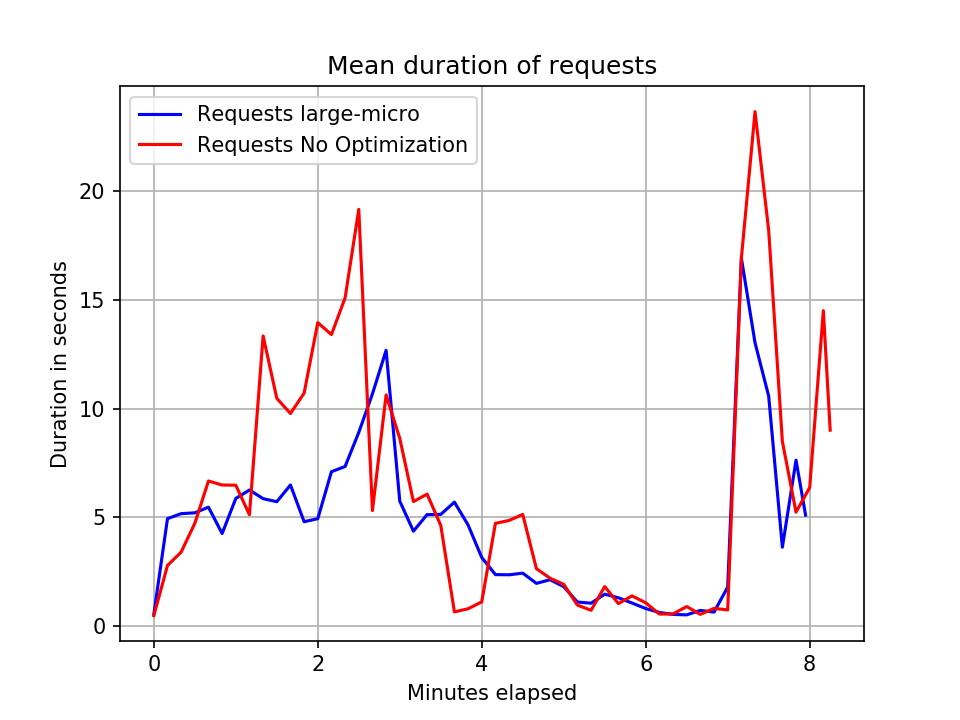 Mean duration of requests
Requests large-micro
Requests No Optimization
Duration in seconds
20
15
10
5
0
0 2 4 6 8
Minutes elapsed